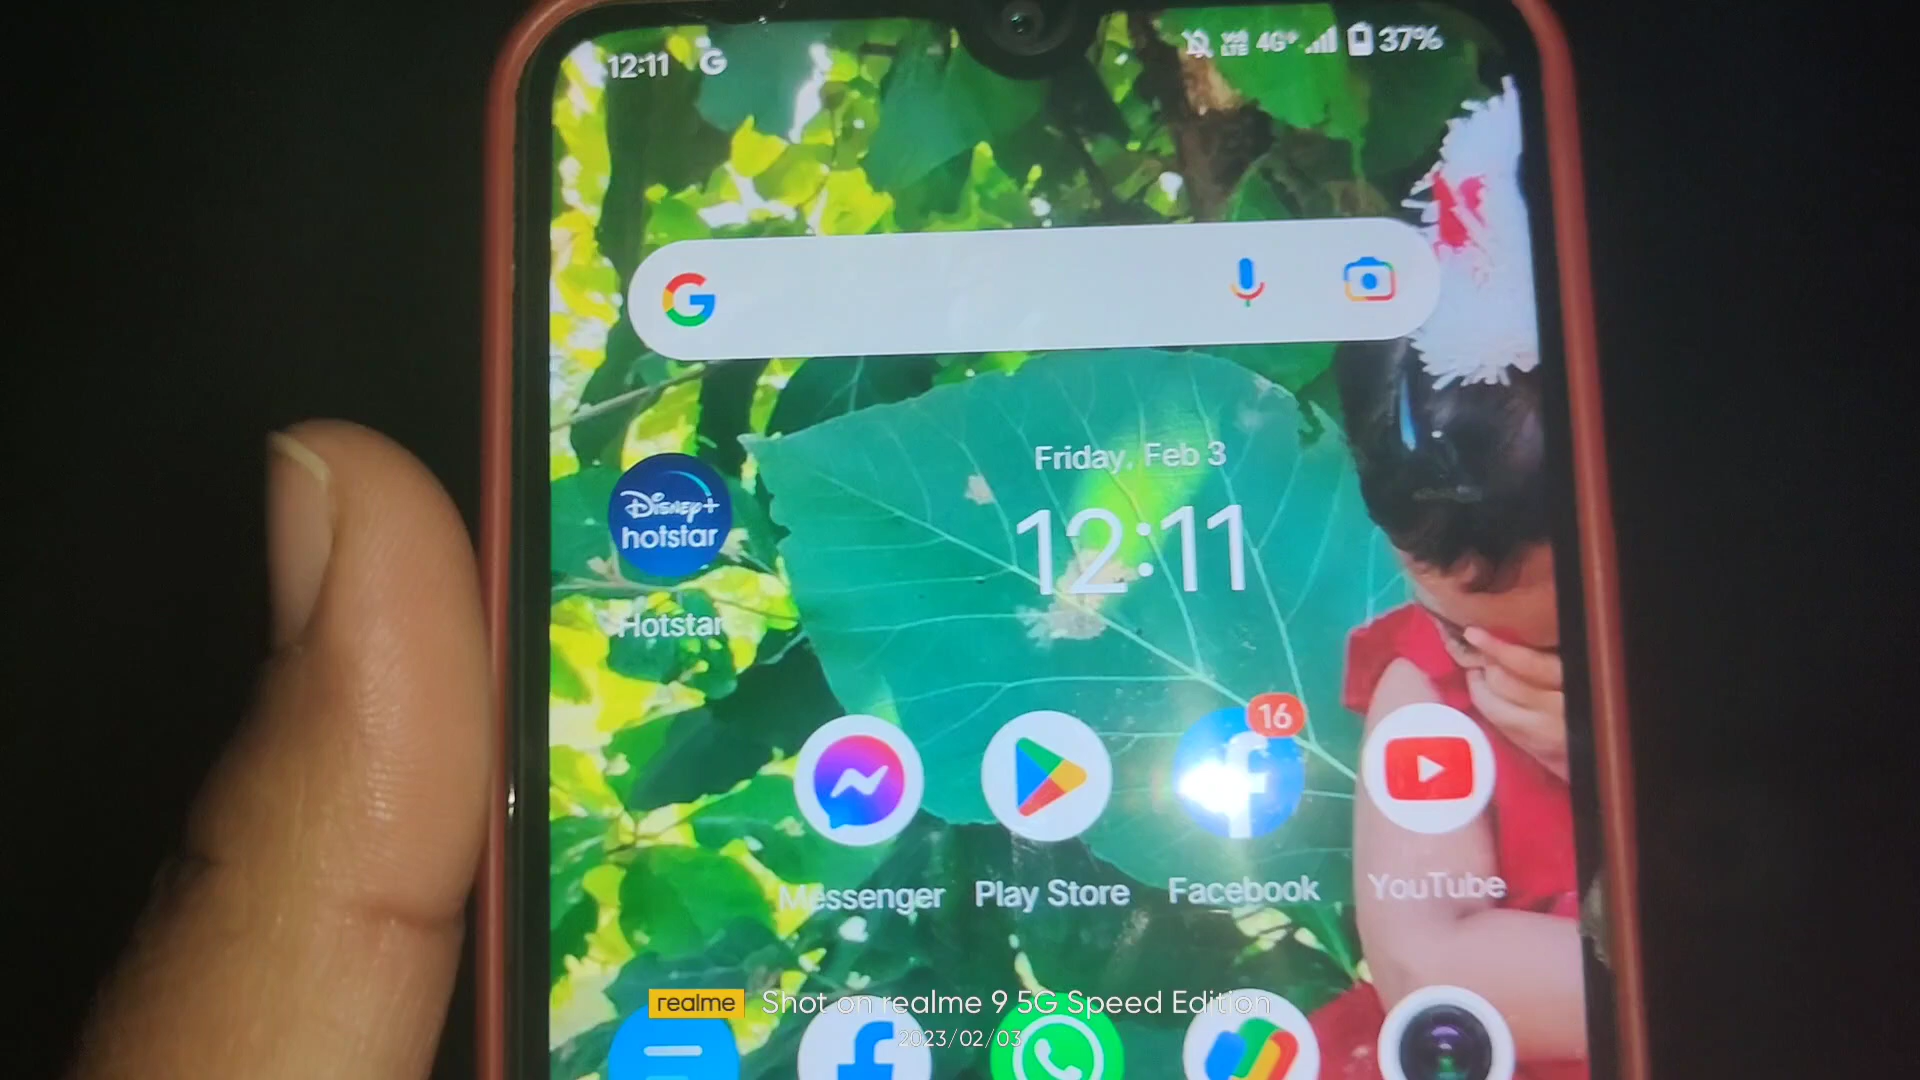 12:11 G
VoLTE 4G+ 37%
G
Friday, Feb 3
12:11
Disney+
hotstar
Hotstar
16
f
Messenger Play Store Facebook YouTube
realme Shot on realme 9 5G Speed Edition
2023/02/03